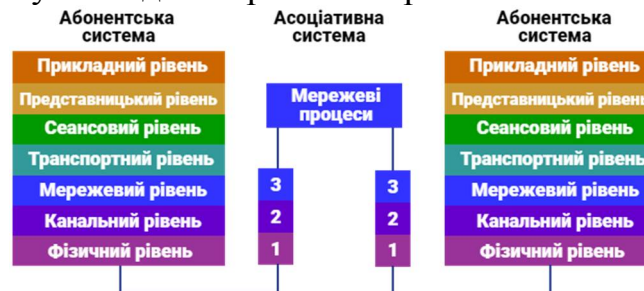 Абонентська
система
Асоціативна
система
Абонентська
система
Прикладний рівень
Представницький рівень
Сеансовий рівень
Транспортний рівень
Мережевий рівень
Канальний рівень
Фізичний рівень
Мережеві
процеси
3
2
1
3
2
1
Прикладний рівень
Представницький рівень
Сеансовий рівень
Транспортний рівень
Мережевий рівень
Канальний рівень
Фізичний рівень